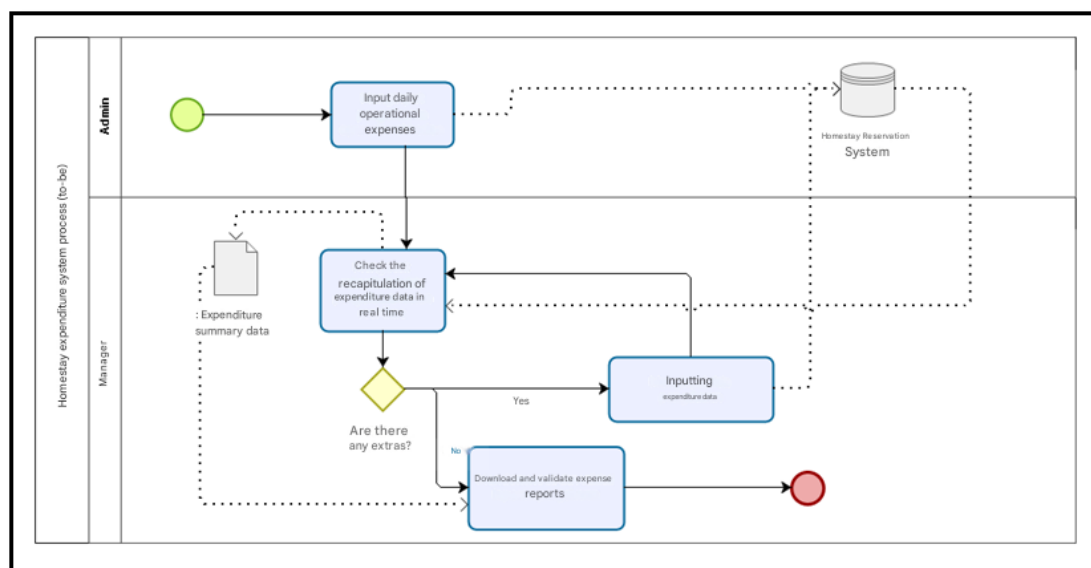 Homestay expenditure system process (to-be)
Admin
Input daily
operational
expenses
Homestay Reservation
System
Manager
: Expenditure
summary data
Check the
recapitulation of
expenditure data in
real time
Are there
any extras?
Yes
Inputting
expenditure data
No
Download and validate expense
reports